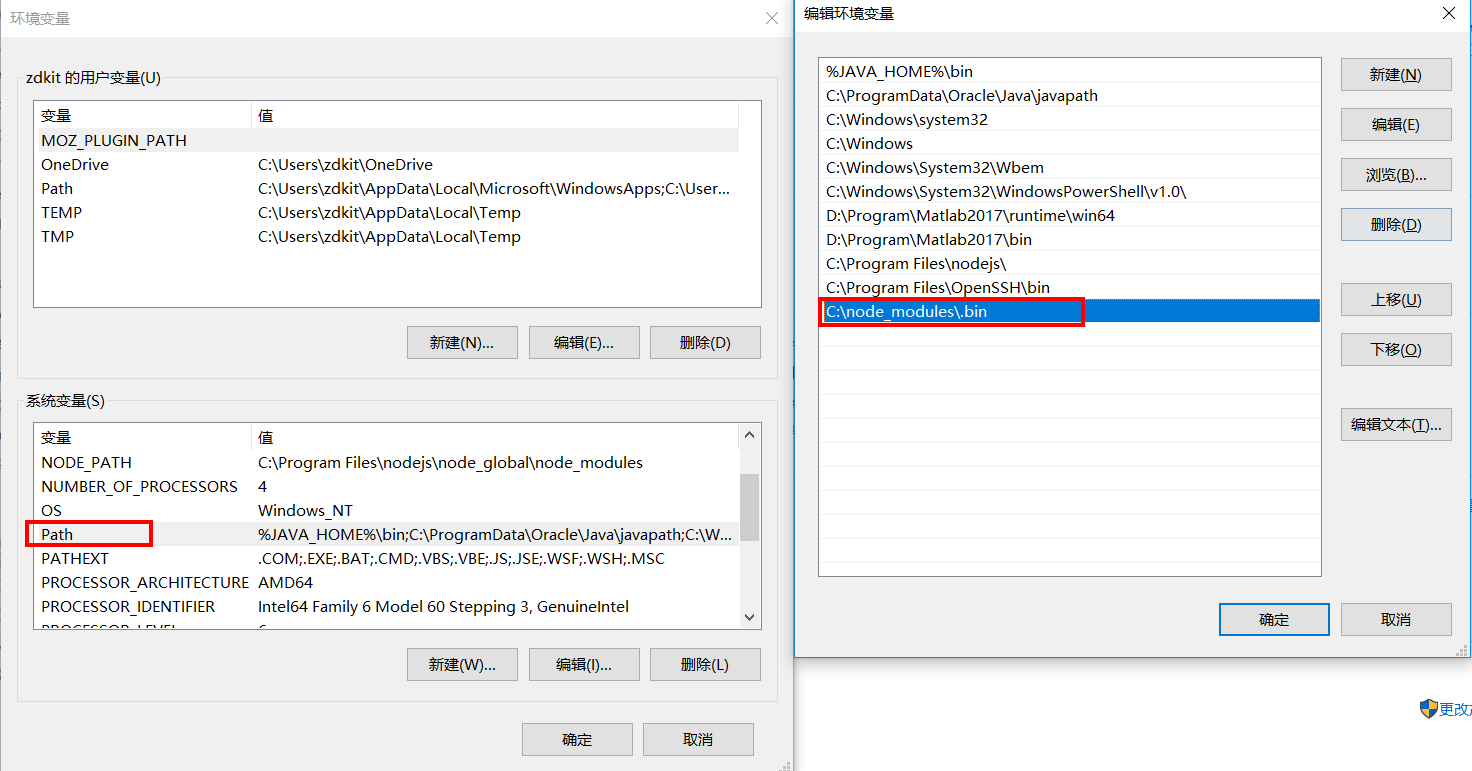 环境变量
zdkit 的用户变量(U)
变量 值
MOZ_PLUGIN_PATH
OneDrive C:\Users\zdkit\OneDrive
Path C:\Users\zdkit\AppData\Local\Microsoft\WindowsApps;C:\User...
TEMP C:\Users\zdkit\AppData\Local\Temp
TMP C:\Users\zdkit\AppData\Local\Temp
新建(N)... 编辑(E)... 删除(D)
系统变量(S)
变量 值
NODE_PATH C:\Program Files\nodejs\node_global\node_modules
NUMBER_OF_PROCESSORS 4
OS Windows_NT
Path %JAVA_HOME%\bin;C:\ProgramData\Oracle\Java\javapath;C:\W...
PATHEXT .COM;.EXE;.BAT;.CMD;.VBS;.VBE;.JS;.JSE;.WSF;.WSH;.MSC
PROCESSOR_ARCHITECTURE AMD64
PROCESSOR_IDENTIFIER Intel64 Family 6 Model 60 Stepping 3, GenuineIntel
PROCESSOR_LEVEL 6
新建(W)... 编辑(I)... 删除(L)
确定 取消
编辑环境变量
%JAVA_HOME%\bin
C:\ProgramData\Oracle\Java\javapath
C:\Windows\system32
C:\Windows
C:\Windows\System32\Wbem
C:\Windows\System32\WindowsPowerShell\v1.0\
D:\Program\Matlab2017\runtime\win64
D:\Program\Matlab2017\bin
C:\Program Files\nodejs\
C:\Program Files\OpenSSH\bin
C:\node_modules\.bin
新建(N)
编辑(E)
浏览(B)...
删除(D)
上移(U)
下移(O)
编辑文本(T)...
确定 取消
更改